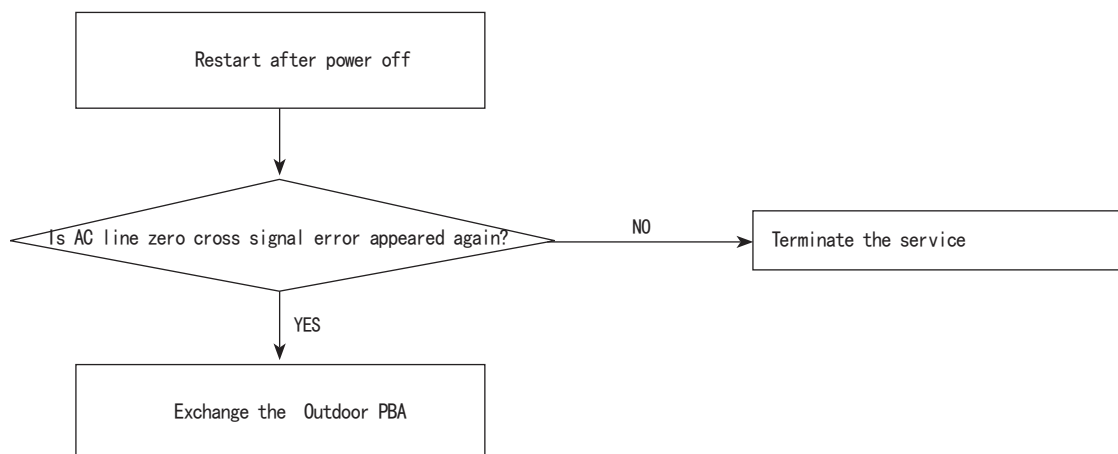 Restart after power off
Is AC line zero cross signal error appeared again?
NO
Terminate the service
YES
Exchange the Outdoor PBA